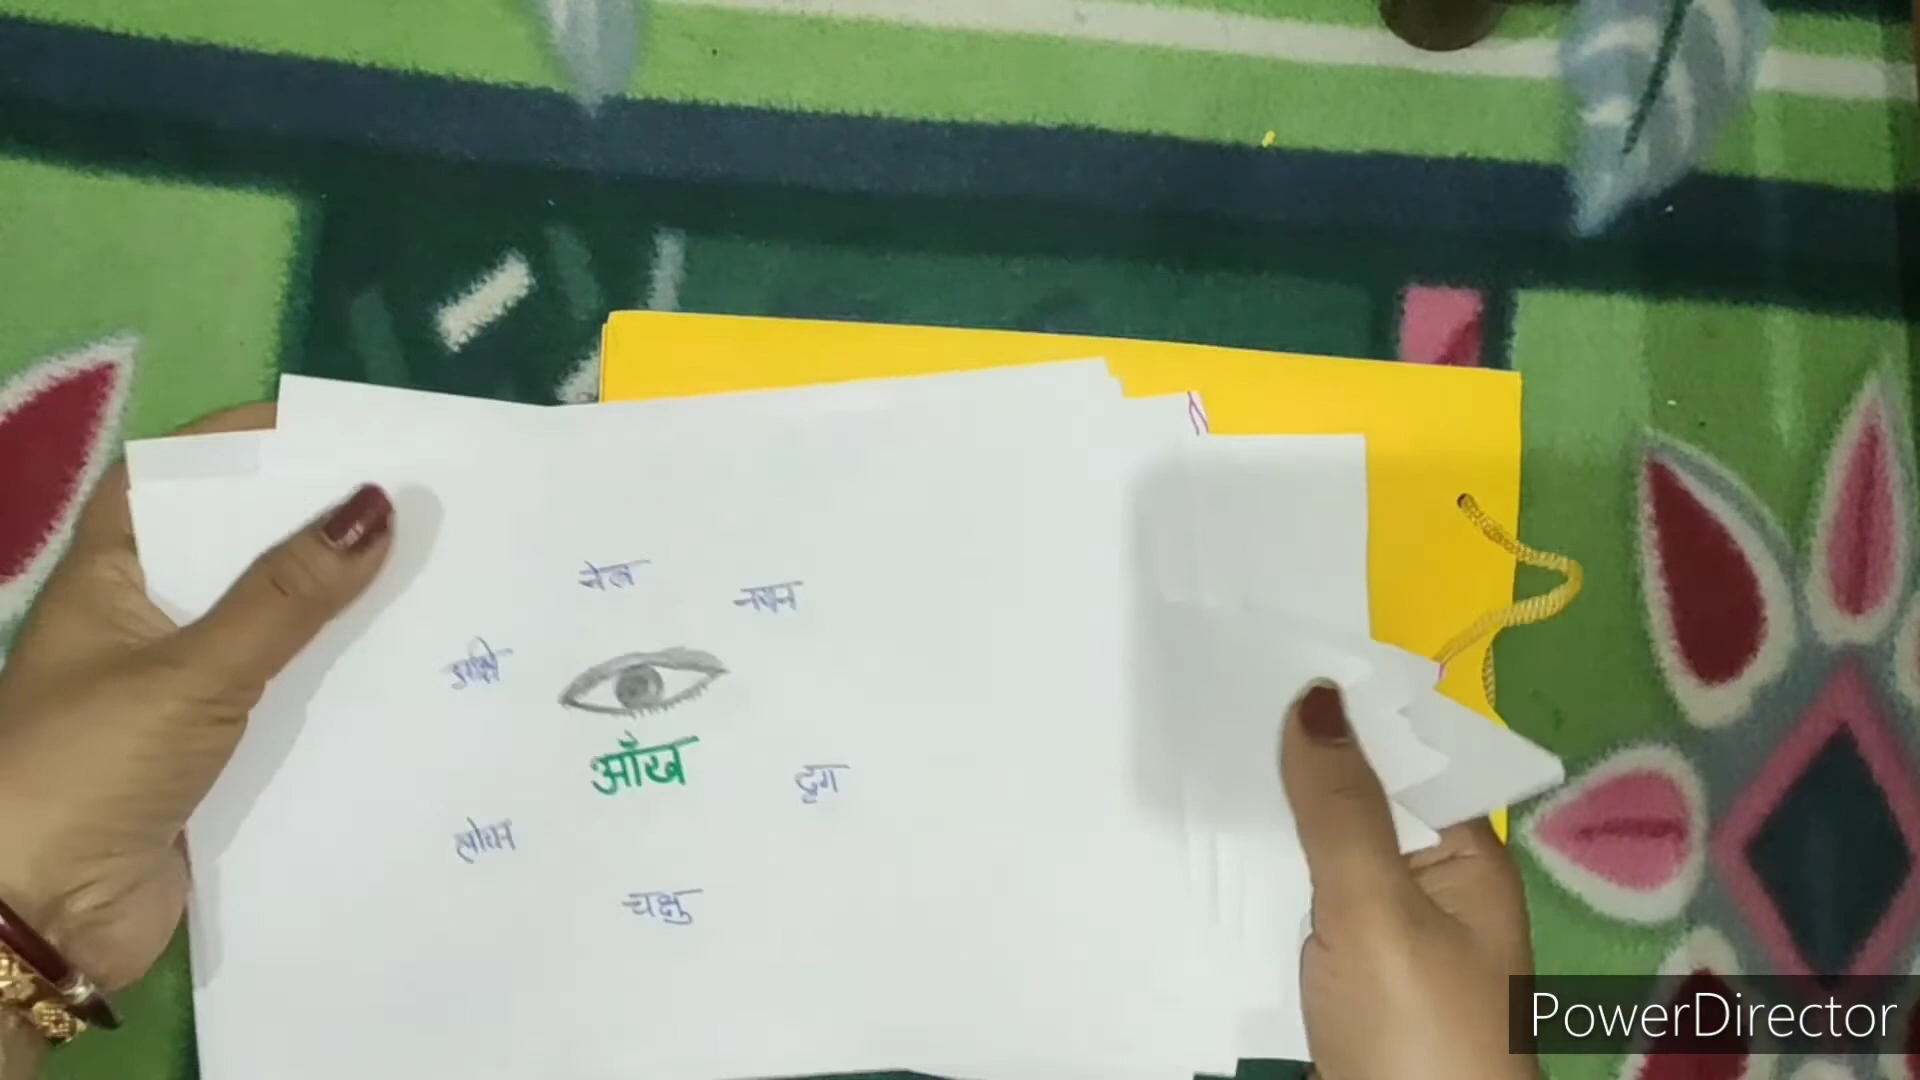 नेत्र
नयन
अक्षि
आँख
दृग
लोचन
चक्षु
PowerDirector